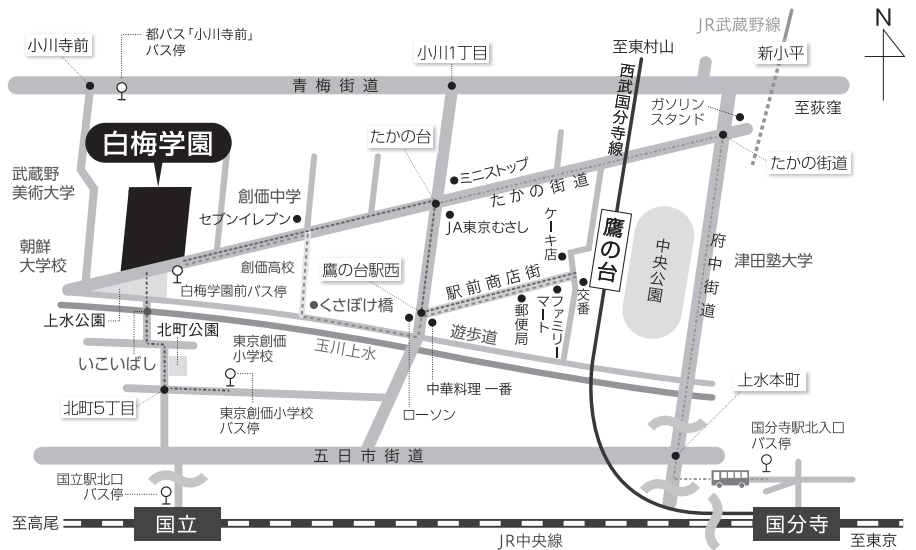 N
JR武蔵野線
都バス「小川寺前」
バス停
小川寺前
小川1丁目
至東村山
新小平
青梅街道
西武国分寺線
ガソリン
スタンド
至荻窪
白梅学園
たかの台
ミニストップ
たかの街道
たかの街道
武蔵野
美術大学
創価中学
セブンイレブン
JA東京むさし
ケーキ店
鷹の台
中央公園
府中街道
津田塾大学
朝鮮
大学校
創価高校
鷹の台駅西
駅前商店街
白梅学園前バス停
くさぼけ橋
郵便局
ファミリー
マート
交番
上水公園
北町公園
遊歩道
玉川上水
いこいばし
東京創価
小学校
中華料理 一番
上水本町
北町5丁目
東京創価小学校
バス停
ローソン
国分寺駅北入口
バス停
五日市街道
国立駅北口
バス停
至高尾
国立
国分寺
JR中央線
至東京